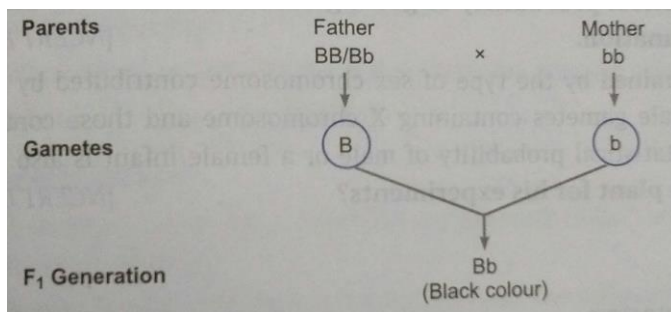 Parents Father Mother
BB/Bb × bb
Gametes B b
F₁ Generation Bb
(Black colour)